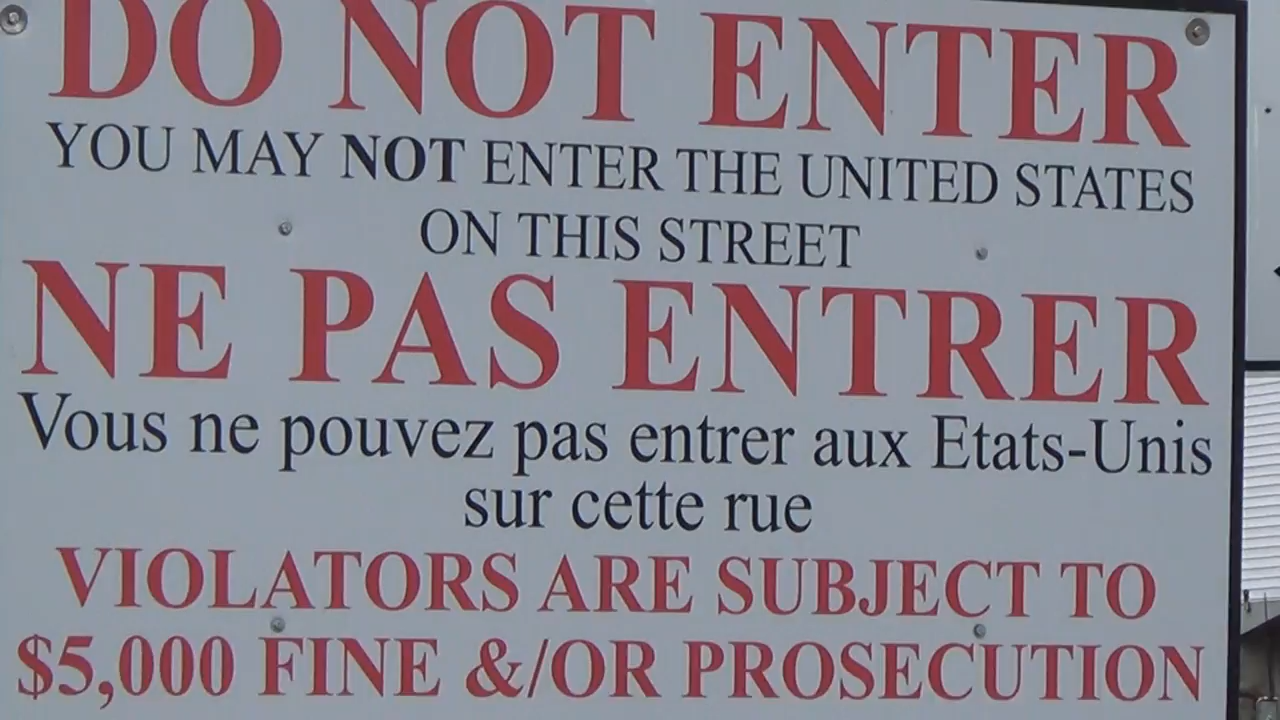 DO NOT ENTER
YOU MAY NOT ENTER THE UNITED STATES
ON THIS STREET
NE PAS ENTRER
Vous ne pouvez pas entrer aux Etats-Unis
sur cette rue
VIOLATORS ARE SUBJECT TO
$5,000 FINE &/OR PROSECUTION